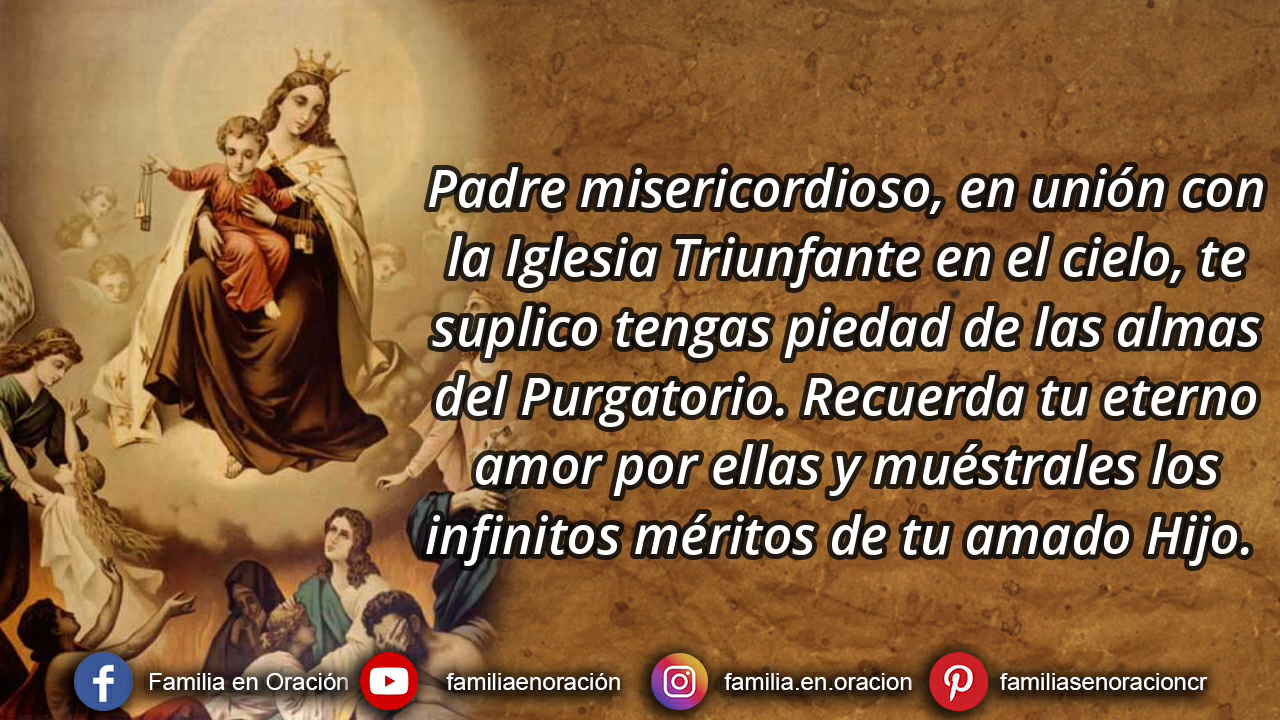 Padre misericordioso, en unión con
la Iglesia Triunfante en el cielo, te
suplico tengas piedad de las almas
del Purgatorio. Recuerda tu eterno
amor por ellas y muéstrales los
infinitos méritos de tu amado Hijo.
Familia en Oración familiaenoración familia.en.oracion familiasenoracioncr